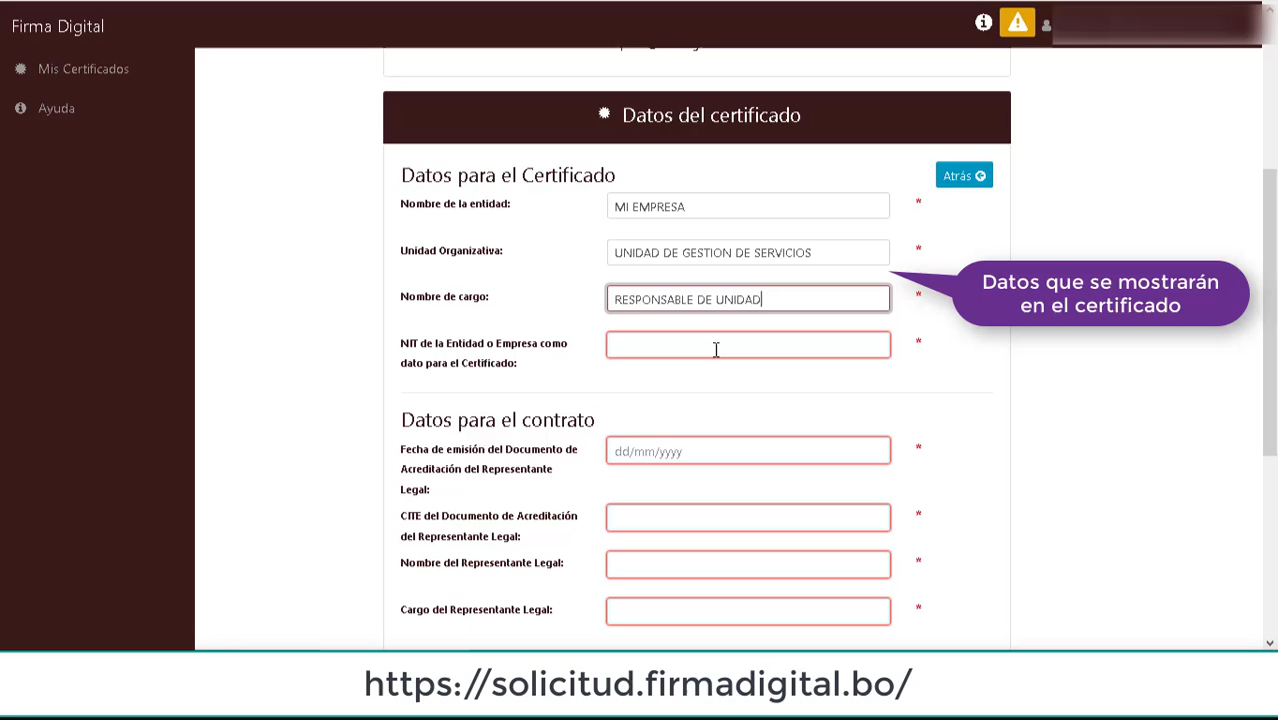 Firma Digital
Mis Certificados
Ayuda
Datos del certificado
Datos para el Certificado
Atrás
Nombre de la entidad:
MI EMPRESA
*
Unidad Organizativa:
UNIDAD DE GESTION DE SERVICIOS
*
Nombre de cargo:
RESPONSABLE DE UNIDAD
*
Datos que se mostrarán
en el certificado
NIT de la Entidad o Empresa como
dato para el Certificado:
*
Datos para el contrato
Fecha de emisión del Documento de
Acreditación del Representante
Legal:
dd/mm/yyyy
*
CITE del Documento de Acreditación
del Representante Legal:
*
Nombre del Representante Legal:
*
Cargo del Representante Legal:
*
https://solicitud.firmadigital.bo/